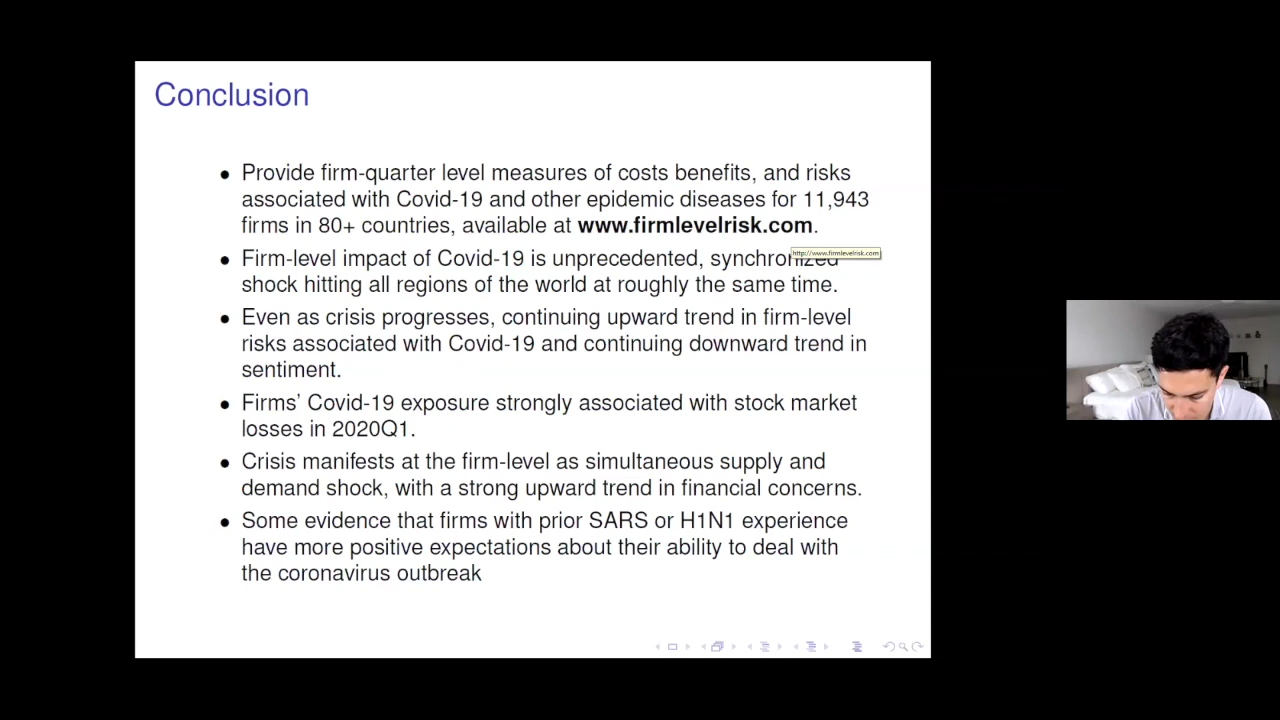 Conclusion
• Provide firm-quarter level measures of costs benefits, and risks
associated with Covid-19 and other epidemic diseases for 11,943
firms in 80+ countries, available at www.firmlevelrisk.com.
http://www.firmlevelrisk.com
• Firm-level impact of Covid-19 is unprecedented, synchronized
shock hitting all regions of the world at roughly the same time.
• Even as crisis progresses, continuing upward trend in firm-level
risks associated with Covid-19 and continuing downward trend in
sentiment.
• Firms' Covid-19 exposure strongly associated with stock market
losses in 2020Q1.
• Crisis manifests at the firm-level as simultaneous supply and
demand shock, with a strong upward trend in financial concerns.
• Some evidence that firms with prior SARS or H1N1 experience
have more positive expectations about their ability to deal with
the coronavirus outbreak